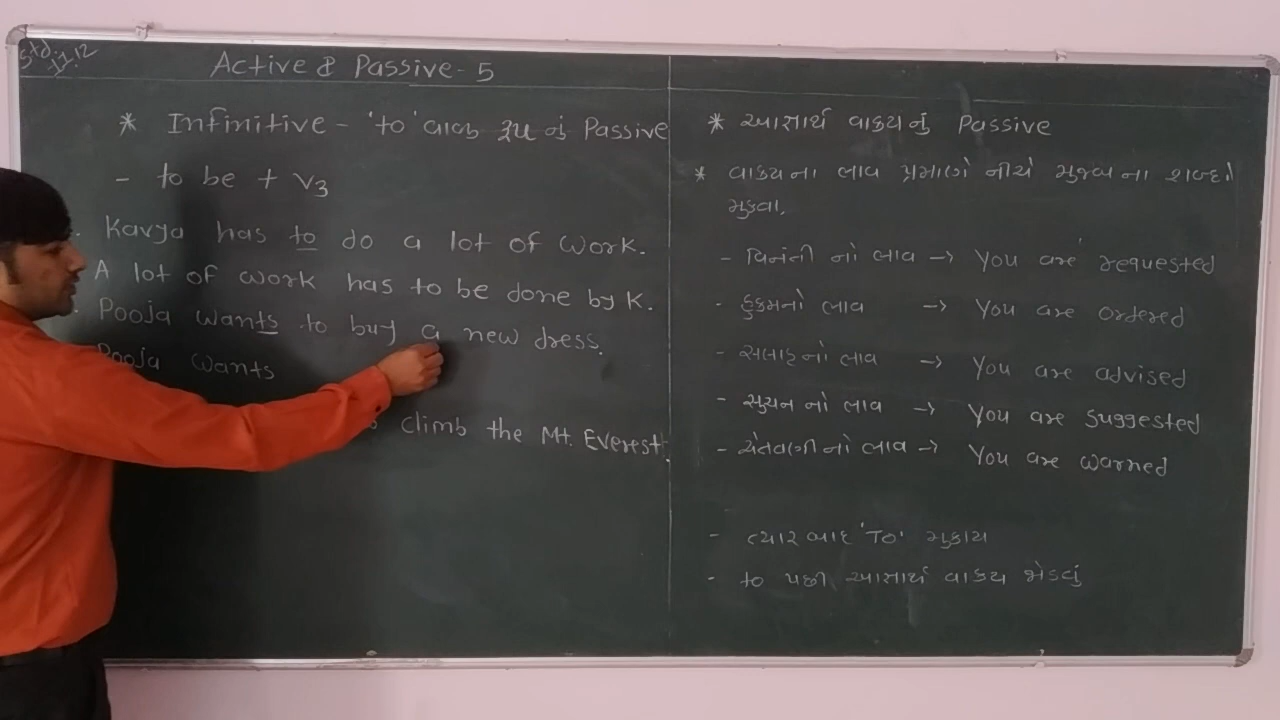 Std. 11.12
Active & Passive - 5
* Infinitive - 'to' વાળા રૂપ નું Passive
- to be + V3
Kavya has to do a lot of work.
A lot of work has to be done by K.
Pooja wants to buy a new dress.
Pooja wants
climb the Mt. Everest.
* આજ્ઞાર્થ વાક્યનું Passive
* વાક્યના ભાવ પ્રમાણે નીચે મુજબના શબ્દો
મુકવા.
- વિનંતી નો ભાવ → You are requested
- હુકમનો ભાવ → You are ordered
- સલાહનો ભાવ → You are advised
- સુચન નો ભાવ → You are suggested
- ચેતવણીનો ભાવ → You are warned
- ત્યાર બાદ 'To' મુકાય
- to પછી આજ્ઞાર્થ વાક્ય જોડવું